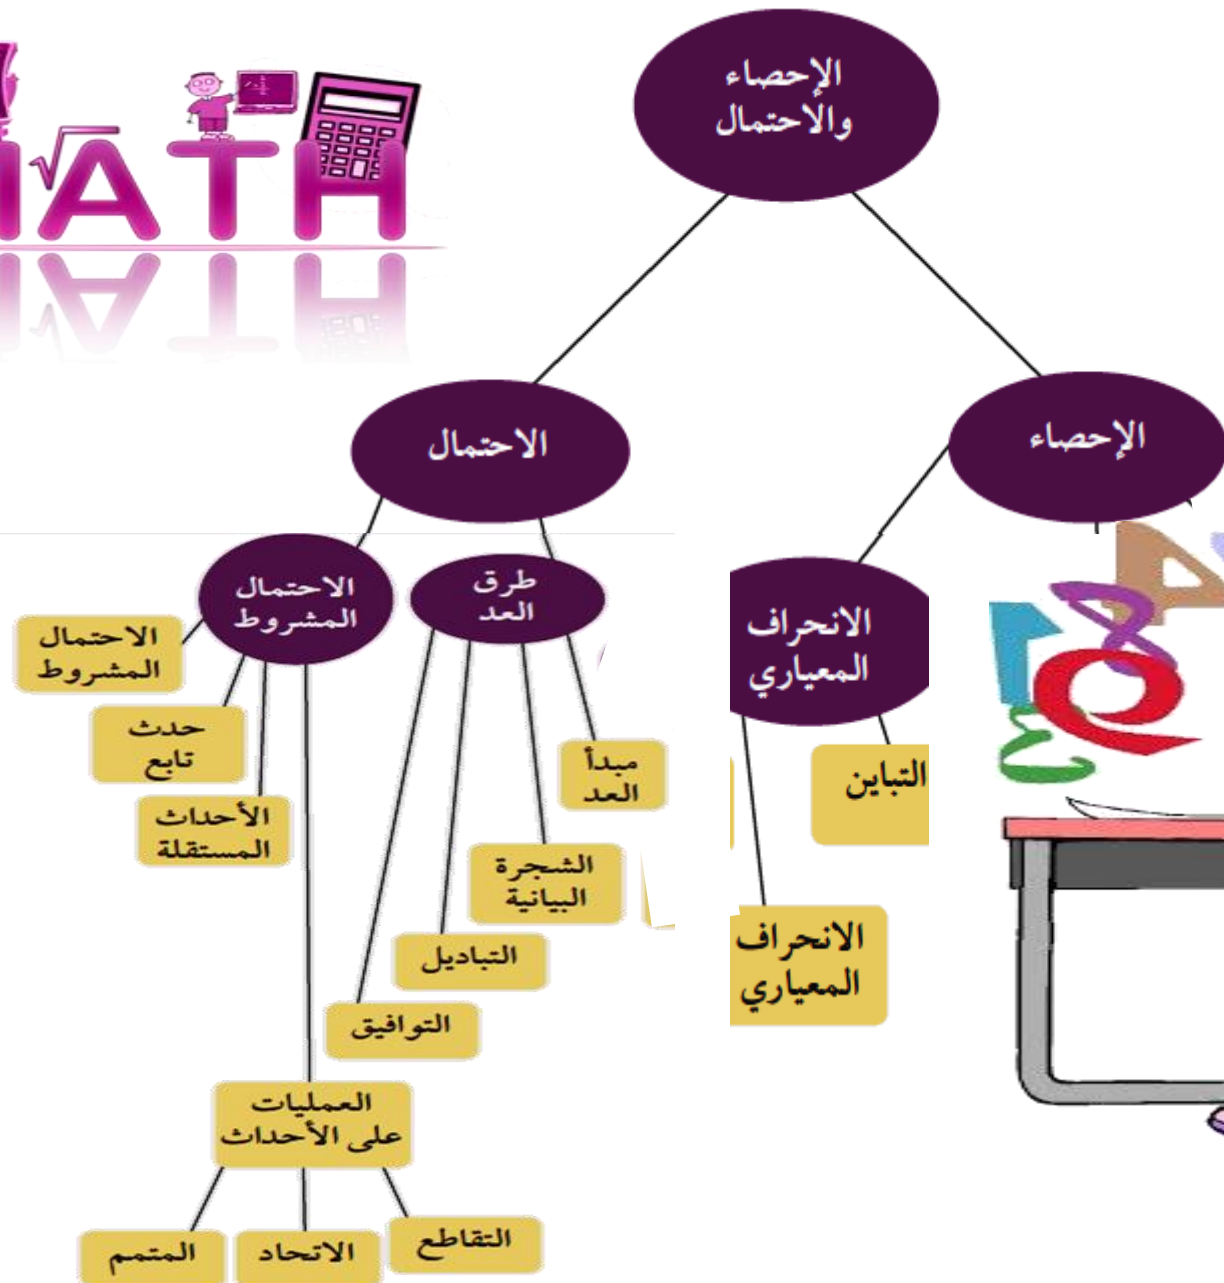 الإحصاء
والاحتمال
√MATH
الإحصاء
الاحتمال
الانحراف
المعياري
طرق
العد
الاحتمال
المشروط
التباين
الانحراف
المعياري
مبدأ
العد
الشجرة
البيانية
التباديل
التوافيق
الاحتمال
المشروط
حدث
تابع
الأحداث
المستقلة
العمليات
على الأحداث
التقاطع
الاتحاد
المتمم